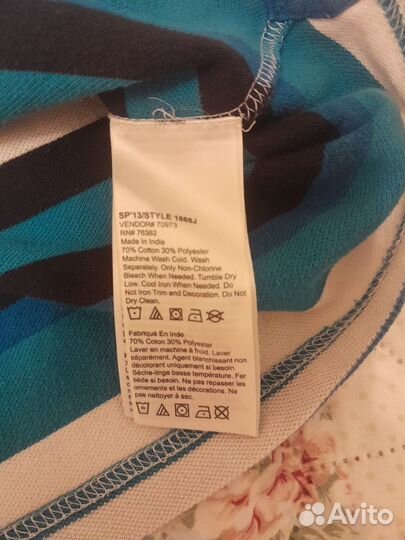 SP'13/STYLE 1668J
VENDOR# 70973
RN# 76382
Made In India
70% Cotton 30% Polyester
Machine Wash Cold. Wash
Separately. Only Non-Chlorine
Bleach When Needed. Tumble Dry
Low. Cool Iron When Needed. Do
Not Iron Trim and Decoration. Do Not
Dry Clean.
Fabriqué En Inde
70% Cotton 30% Polyester
Laver en machine à froid. Laver
séparément. Agent blanchissant non
décolorant uniquement si besoin.
Sèche-linge basse température. Fer
tiède si besoin. Ne pas repasser les
ornements et les décorations. Ne pas
nettoyer à sec.
Avito